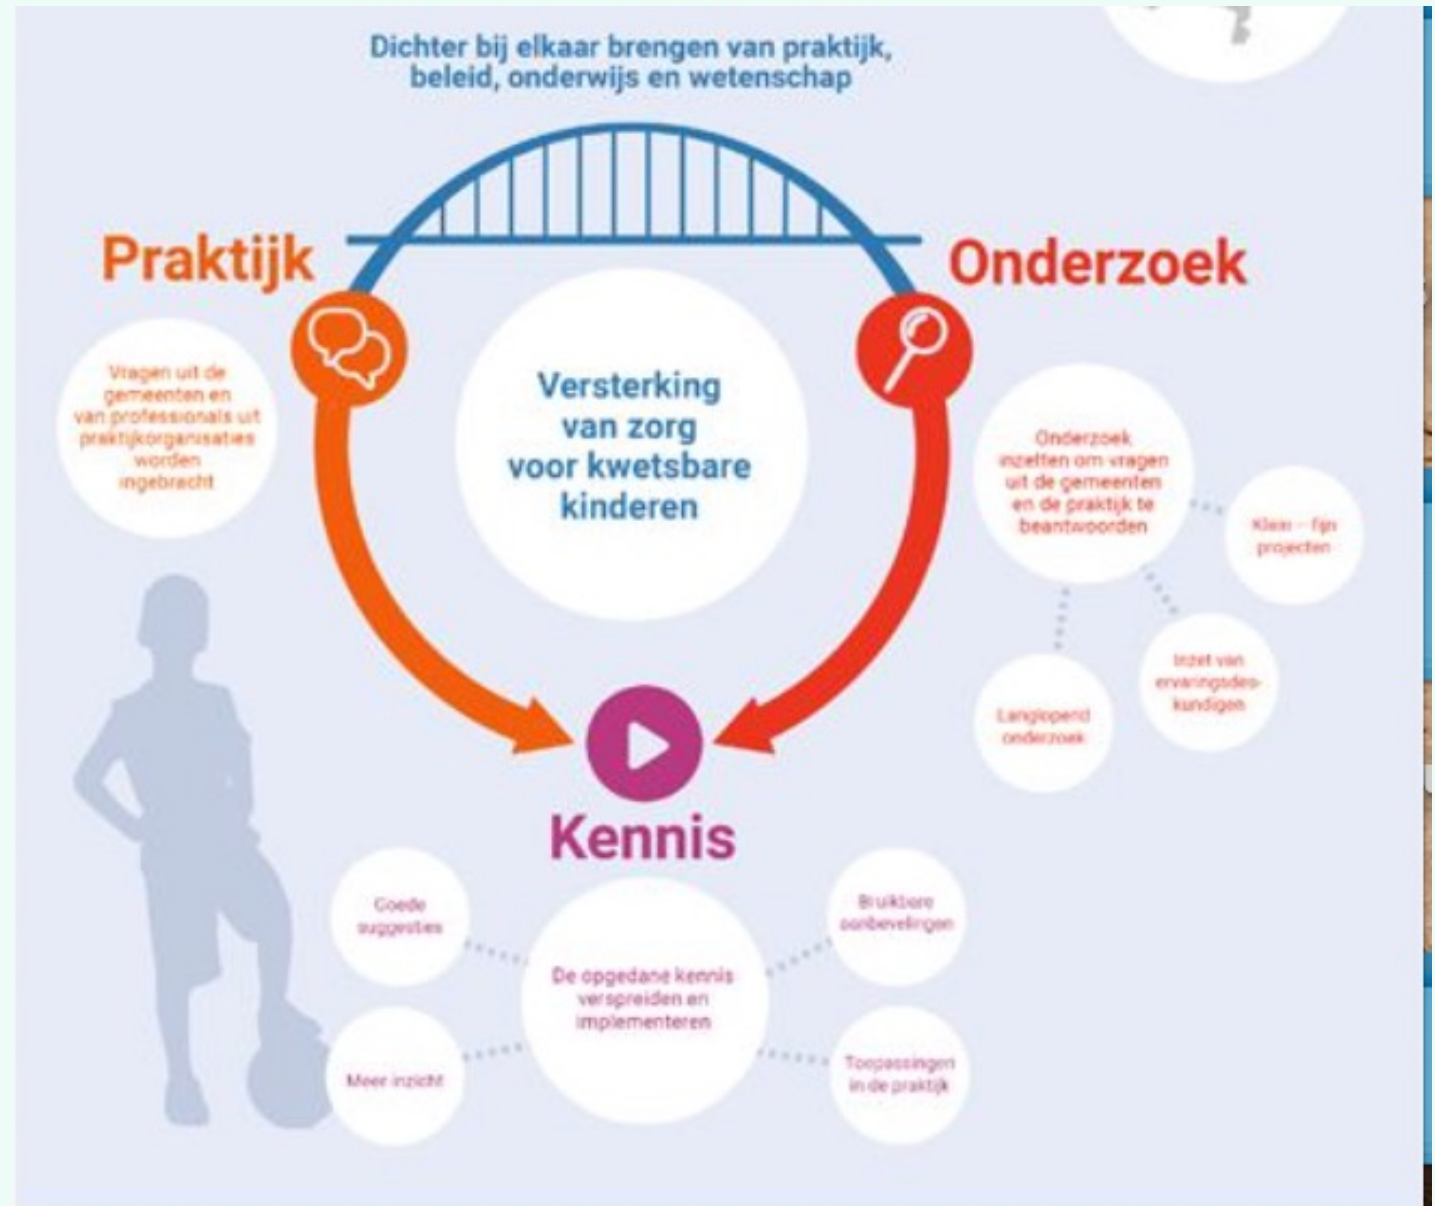 Dichter bij elkaar brengen van praktijk,
beleid, onderwijs en wetenschap
Praktijk
Onderzoek
Vragen uit de
gemeenten en
van professionals uit
praktijkorganisaties
worden
ingebracht
Versterking
van zorg
voor kwetsbare
kinderen
Onderzoek
inzetten om vragen
uit de gemeenten
en de praktijk te
beantwoorden
Klein – fijn
projecten
Inzet van
ervaringsdes-
kundigen
Langlopend
onderzoek
Kennis
Goede
suggesties
Bruikbare
aanbevelingen
De opgedane kennis
verspreiden en
implementeren
Meer inzicht
Toepassingen
in de praktijk